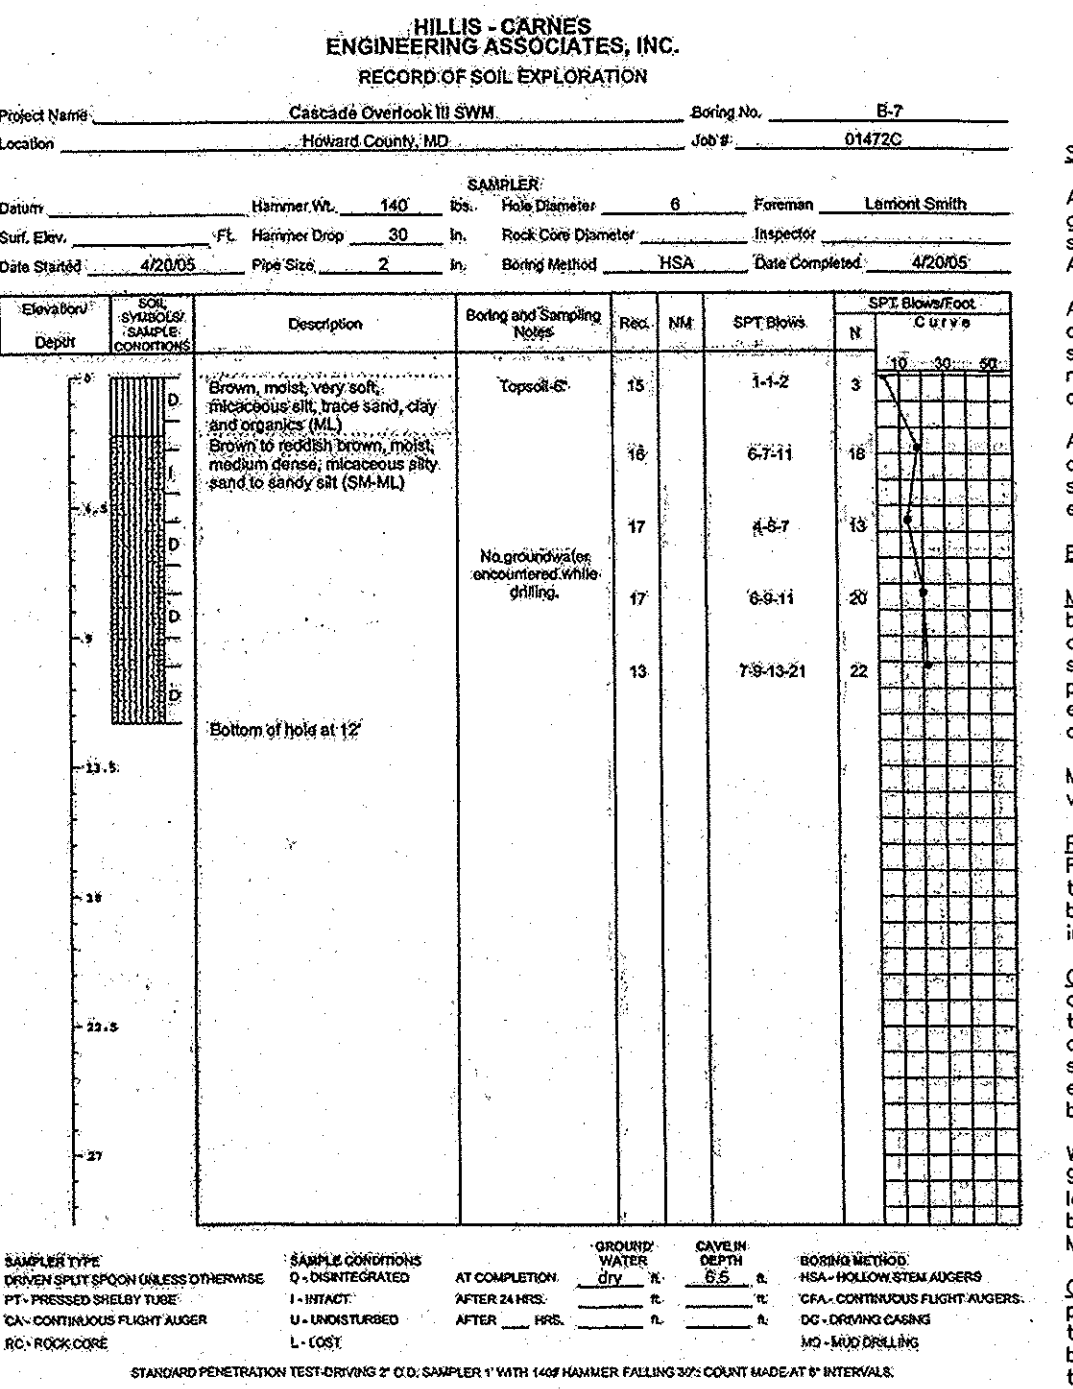 HILLIS - CARNES
ENGINEERING ASSOCIATES, INC.
RECORD OF SOIL EXPLORATION
Project Name Cascade Overlook III SWM Boring No. B-7
Location Howard County, MD Job # 01472C
SAMPLER
Datum Hammer Wt. 140 lbs. Hole Diameter 6 Foreman Lamont Smith
Surf. Elev. Ft. Hammer Drop 30 in. Rock Core Diameter Inspector
Date Started 4/20/05 Pipe Size 2 in. Boring Method HSA Date Completed 4/20/05
Elevation/ Depth
SOIL SYMBOLS/ SAMPLE CONDITIONS
Description
Boring and Sampling Notes
Rec. NM SPT Blows
SPT Blows/Foot
N Curve
10 30 50
0
Brown, moist, very soft, Topsoil-6" 15 1-1-2 3
D micaceous silt, trace sand, clay
and organics (ML)
Brown to reddish brown, moist,
medium dense, micaceous silty 18 6-7-11 18
I sand to sandy silt (SM-ML)
4.5
17 4-6-7 13
D
No groundwater
encountered while
drilling.
17 6-9-11 20
D
9
13 7-9-13-21 22
D
Bottom of hole at 12'
13.5
18
22.5
27
SAMPLER TYPE
DRIVEN SPLIT SPOON UNLESS OTHERWISE
PT - PRESSED SHELBY TUBE
CA - CONTINUOUS FLIGHT AUGER
RC - ROCK CORE
SAMPLE CONDITIONS
D - DISINTEGRATED
I - INTACT
U - UNDISTURBED
L - LOST
GROUND WATER CAVE IN DEPTH
AT COMPLETION dry ft. 6.5 ft.
AFTER 24 HRS. ft. ft.
AFTER HRS. ft. ft.
BORING METHOD
HSA - HOLLOW STEM AUGERS
CFA - CONTINUOUS FLIGHT AUGERS
DC - DRIVING CASING
MD - MUD DRILLING
STANDARD PENETRATION TEST-DRIVING 2" O.D. SAMPLER 1' WITH 140# HAMMER FALLING 30": COUNT MADE AT 6" INTERVALS.